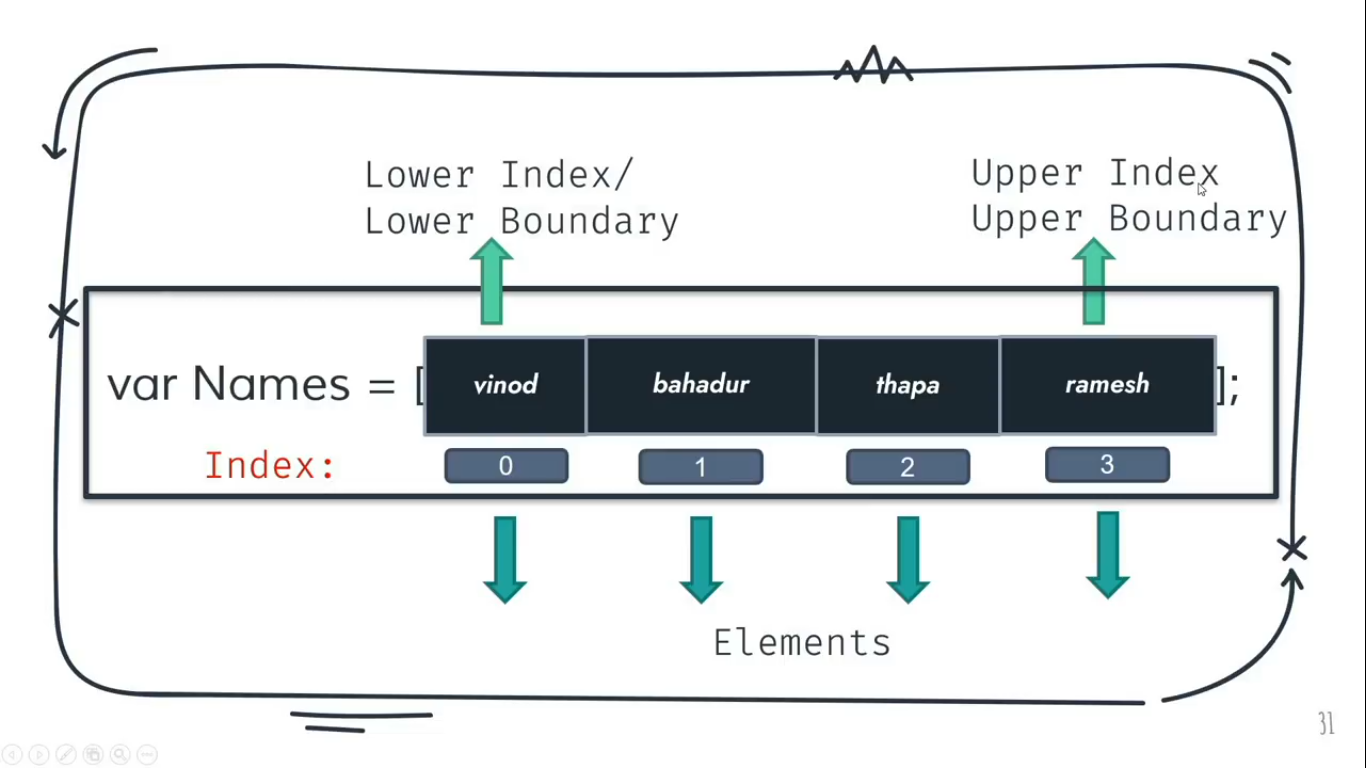 Lower Index/
Lower Boundary
Upper Index
Upper Boundary
var Names = [ vinod bahadur thapa ramesh ];
Index: 0 1 2 3
Elements
31